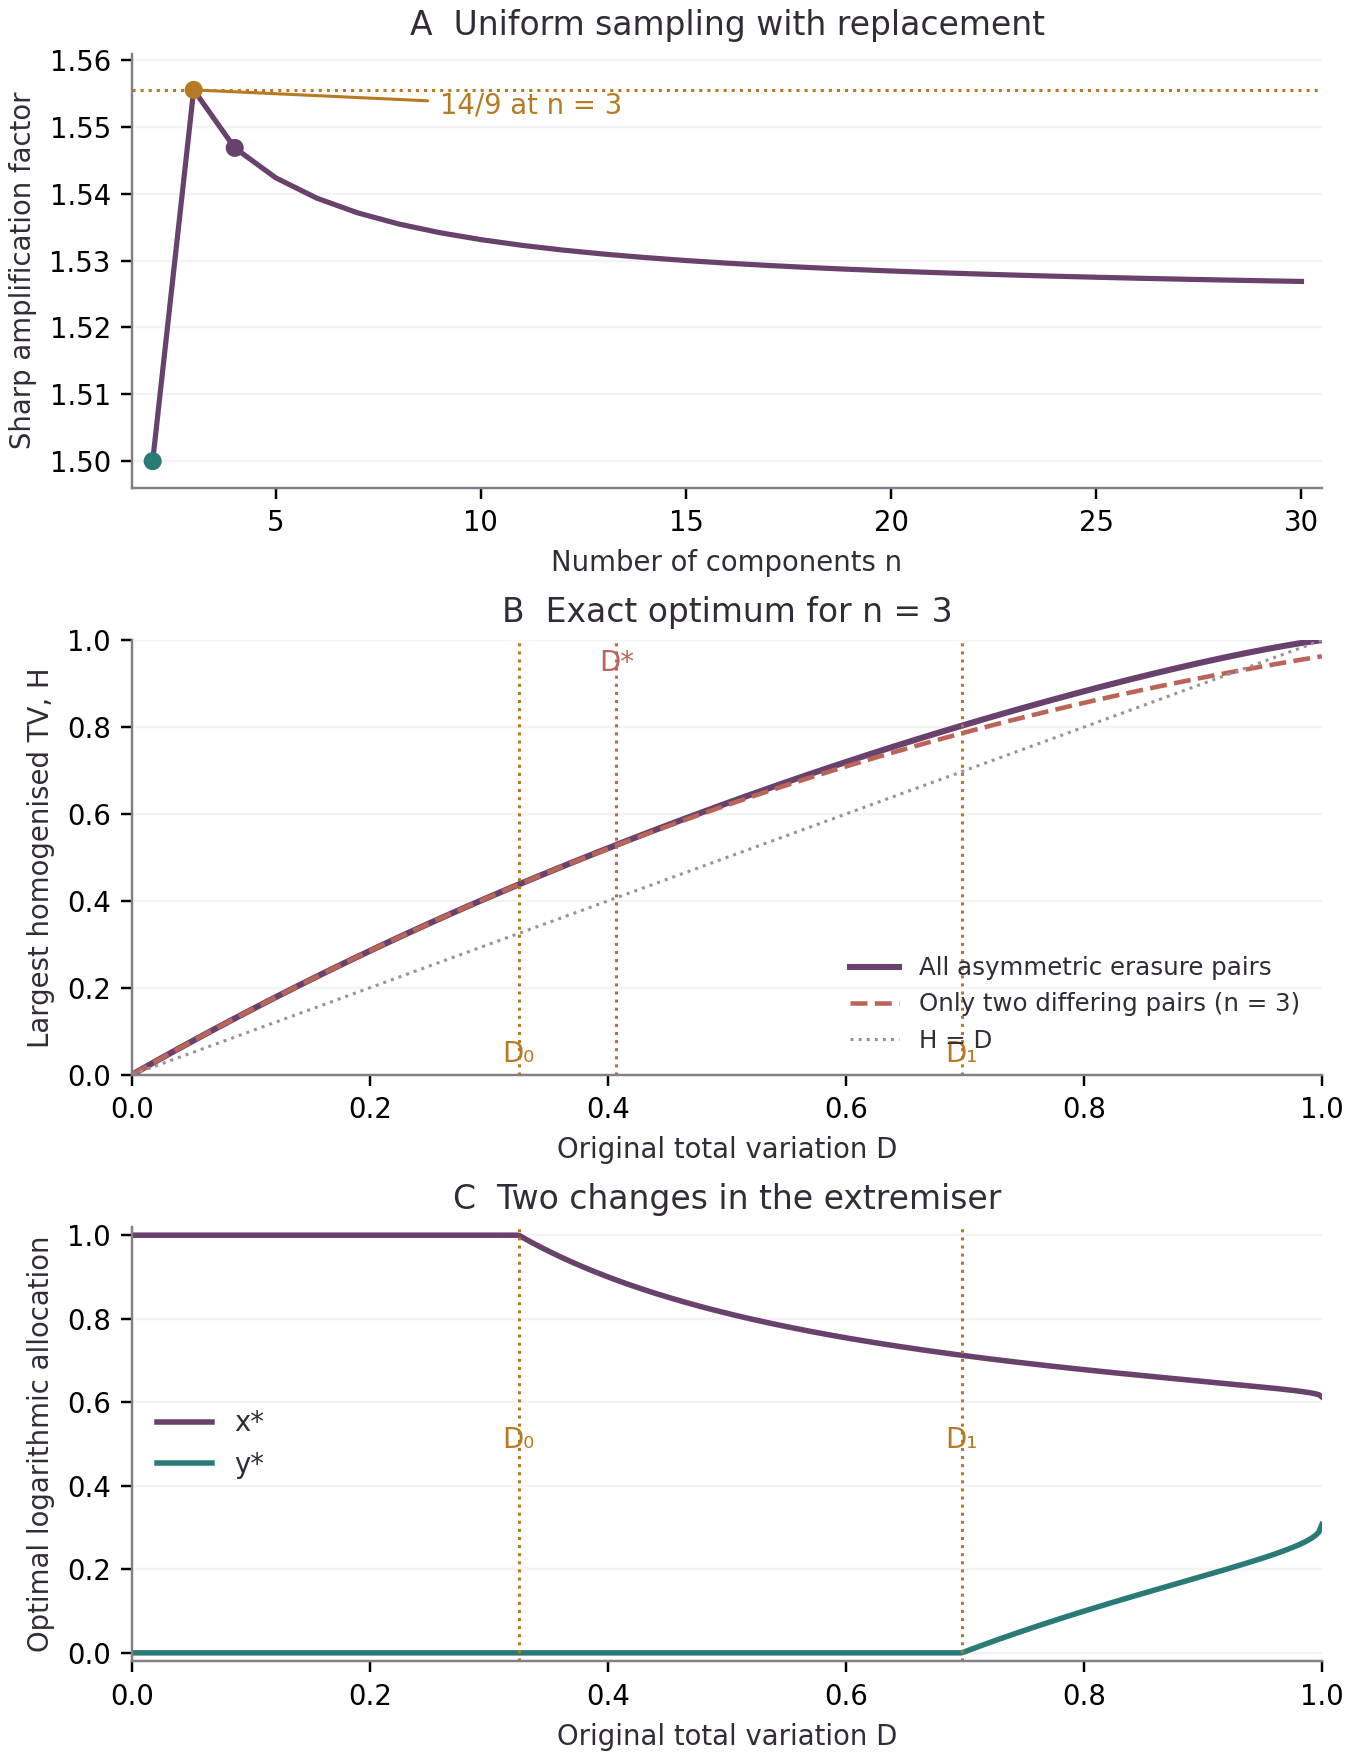 A  Uniform sampling with replacement
Sharp amplification factor
1.56
1.55
1.54
1.53
1.52
1.51
1.50
14/9 at n = 3
5
10
15
20
25
30
Number of components n
B  Exact optimum for n = 3
Largest homogenised TV, H
1.0
0.8
0.6
0.4
0.2
0.0
D*
D₀
D₁
All asymmetric erasure pairs
Only two differing pairs (n = 3)
H = D
0.0
0.2
0.4
0.6
0.8
1.0
Original total variation D
C  Two changes in the extremiser
Optimal logarithmic allocation
1.0
0.8
0.6
0.4
0.2
0.0
x*
y*
D₀
D₁
0.0
0.2
0.4
0.6
0.8
1.0
Original total variation D